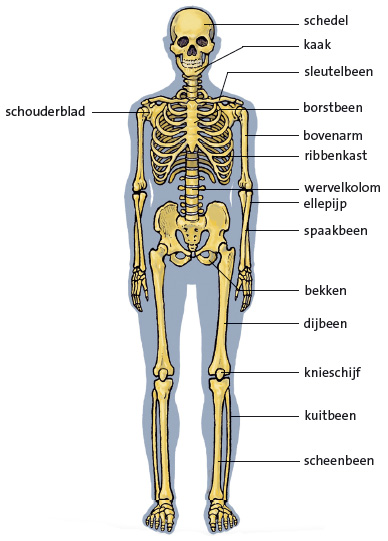 schedel
kaak
sleutelbeen
schouderblad
borstbeen
bovenarm
ribbenkast
wervelkolom
ellepijp
spaakbeen
bekken
dijbeen
knieschijf
kuitbeen
scheenbeen